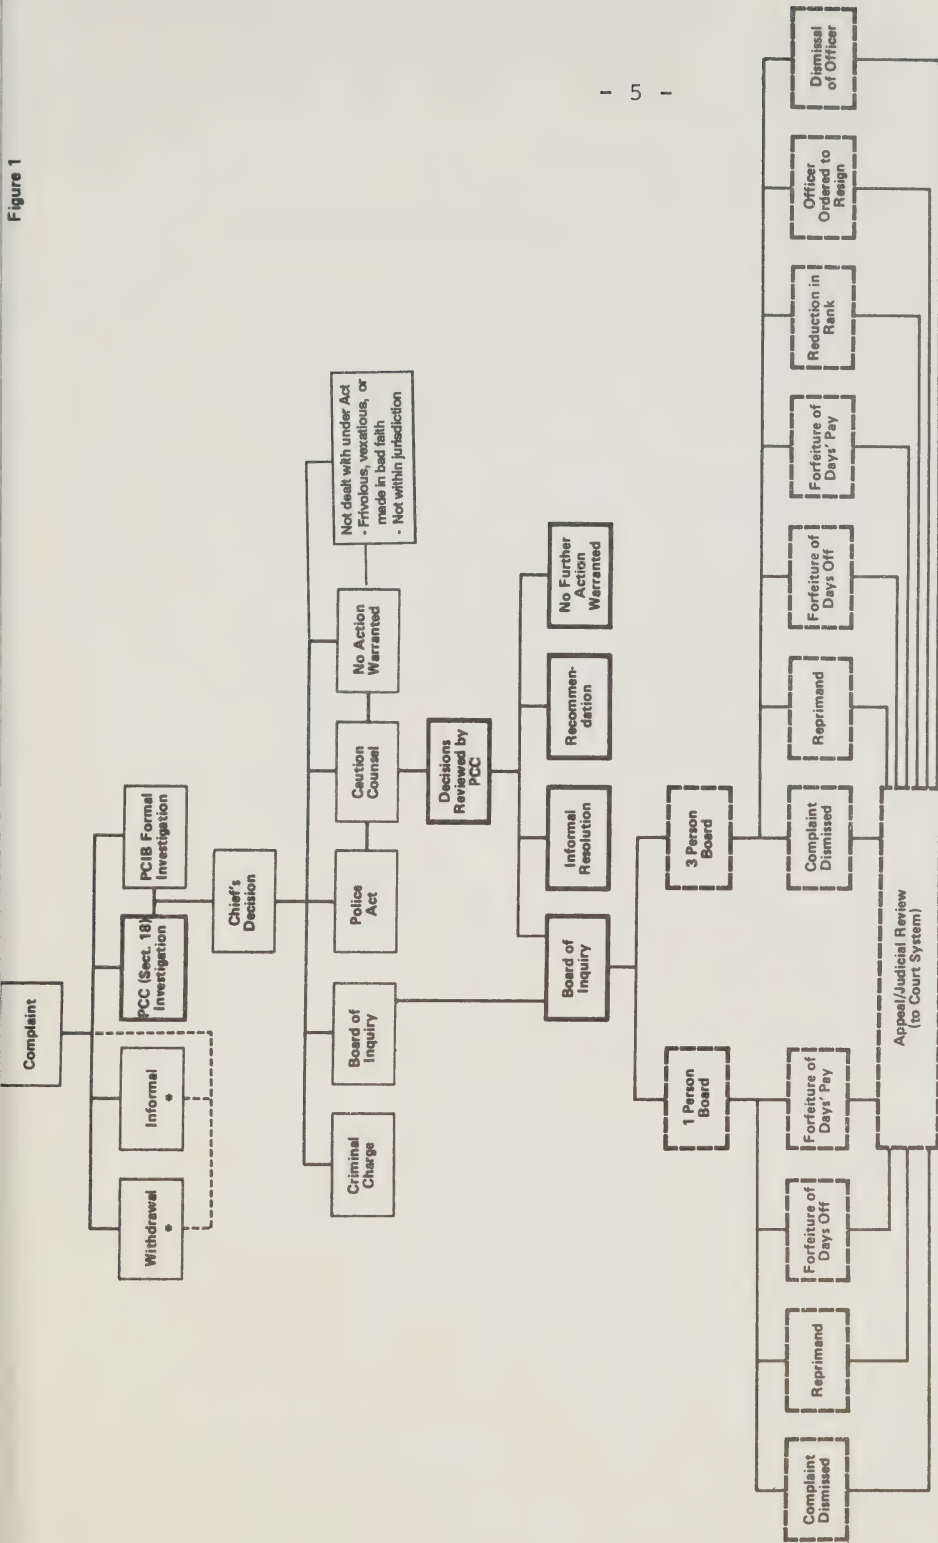 - 5 -
Figure 1
Complaint
Withdrawal
*
Informal
*
PCC (Sect. 18)
Investigation
PCIB Formal
Investigation
Chief's
Decision
Criminal
Charge
Board of
Inquiry
Police
Act
Caution
Counsel
No Action
Warranted
Not dealt with under Act
- Frivolous, vexatious, or
made in bad faith
- Not within jurisdiction
Decisions
Reviewed by
PCC
Board of
Inquiry
Informal
Resolution
Recommen-
dation
No Further
Action
Warranted
1 Person
Board
3 Person
Board
Complaint
Dismissed
Reprimand
Forfeiture of
Days Off
Forfeiture of
Days' Pay
Complaint
Dismissed
Reprimand
Forfeiture of
Days Off
Forfeiture of
Days' Pay
Reduction in
Rank
Officer
Ordered to
Resign
Dismissal
of Officer
Appeal/Judicial Review
(to Court System)